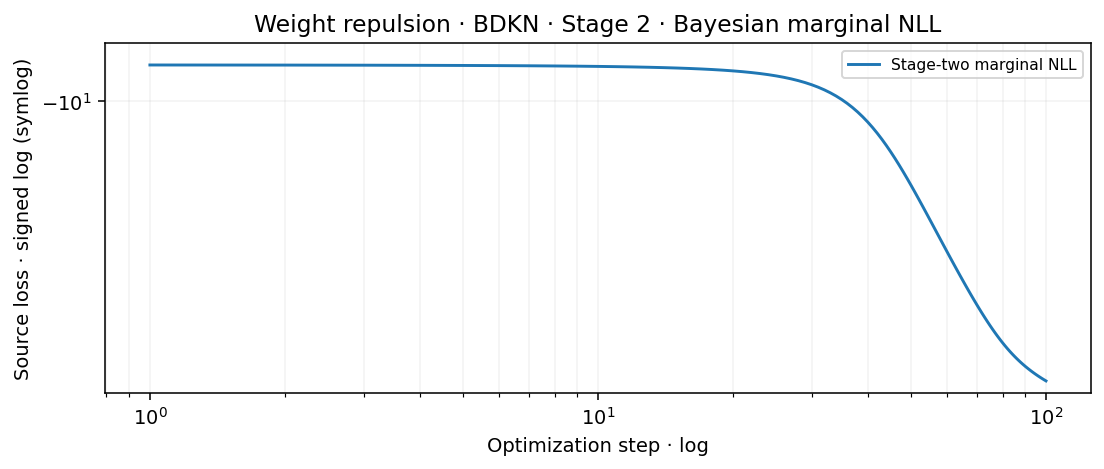 Weight repulsion · BDKN · Stage 2 · Bayesian marginal NLL
Stage-two marginal NLL
−10¹
Source loss · signed log (symlog)
10⁰ 10¹ 10²
Optimization step · log